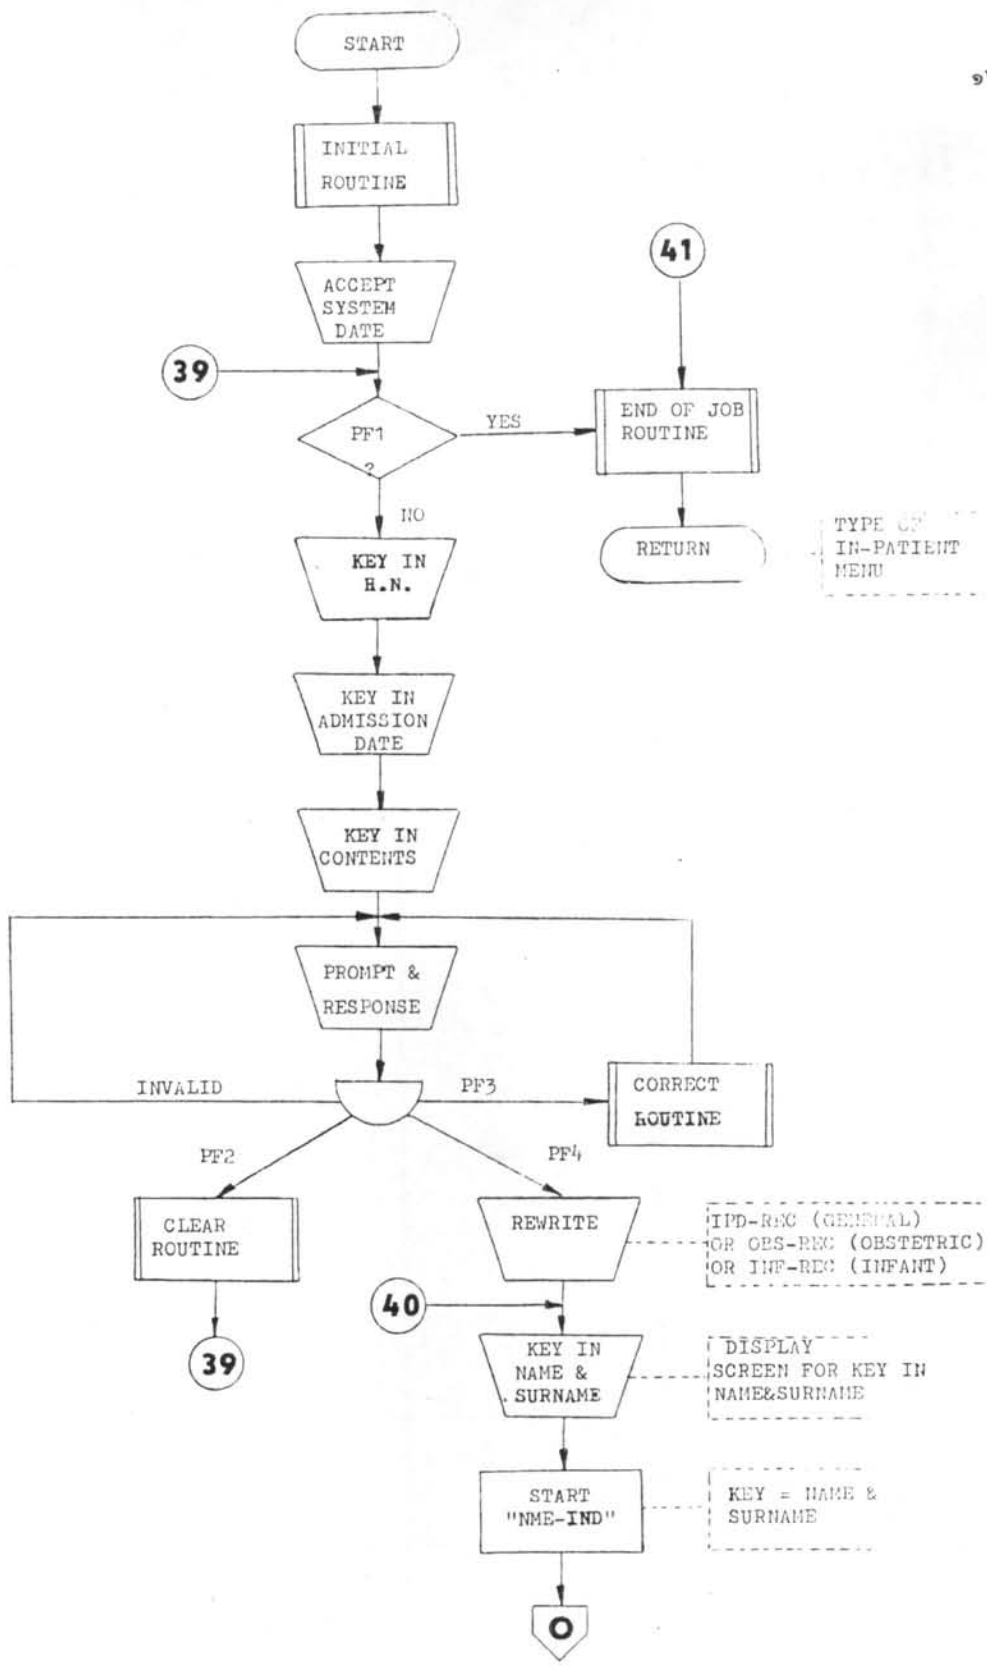 START
INITIAL
ROUTINE
ACCEPT
SYSTEM
DATE
41
39
PF1
?
YES
END OF JOB
ROUTINE
NO
RETURN
TYPE OF
IN-PATIENT
MENU
KEY IN
H.N.
KEY IN
ADMISSION
DATE
KEY IN
CONTENTS
PROMPT &
RESPONSE
INVALID
PF3
CORRECT
ROUTINE
PF2
PF4
CLEAR
ROUTINE
REWRITE
IPD-REC (GENERAL)
OR OBS-REC (OBSTETRIC)
OR INF-REC (INFANT)
40
39
KEY IN
NAME &
SURNAME
DISPLAY
SCREEN FOR KEY IN
NAME&SURNAME
START
"NME-IND"
KEY = NAME &
SURNAME
O